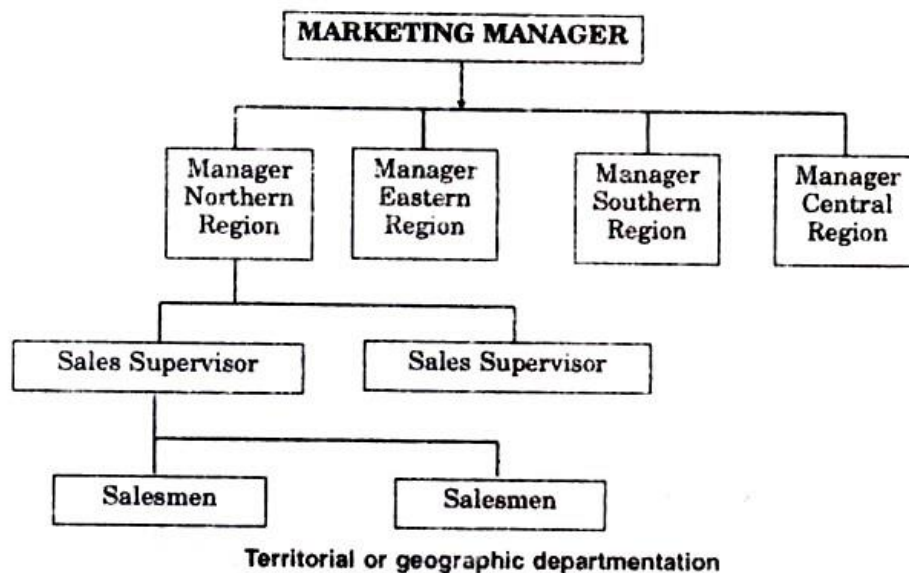 MARKETING MANAGER
Manager
Northern
Region
Manager
Eastern
Region
Manager
Southern
Region
Manager
Central
Region
Sales Supervisor
Sales Supervisor
Salesmen
Salesmen
Territorial or geographic departmentation